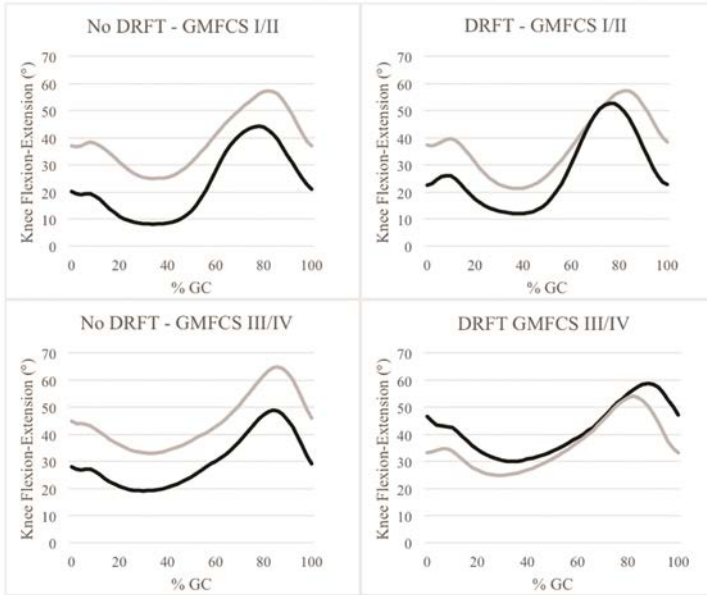 No DRFT - GMFCS I/II
Knee Flexion-Extension (°)
70
60
50
40
30
20
10
0
0 20 40 60 80 100
% GC
DRFT - GMFCS I/II
Knee Flexion-Extension (°)
70
60
50
40
30
20
10
0
0 20 40 60 80 100
% GC
No DRFT - GMFCS III/IV
Knee Flexion-Extension (°)
70
60
50
40
30
20
10
0
0 20 40 60 80 100
% GC
DRFT GMFCS III/IV
Knee Flexion-Extension (°)
70
60
50
40
30
20
10
0
0 20 40 60 80 100
% GC